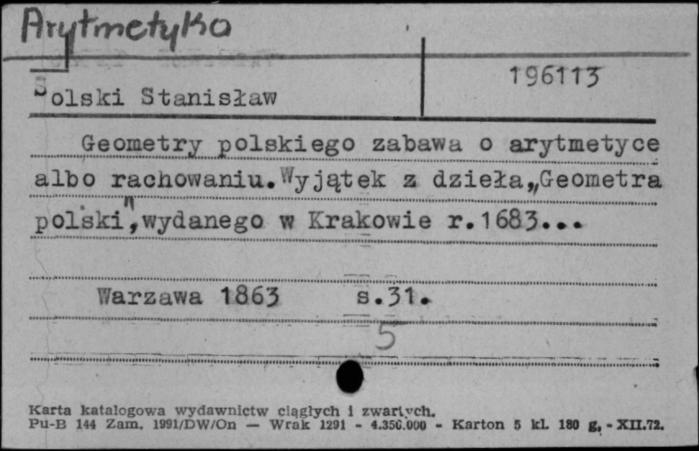 Arytmetyka
196113
Solski Stanisław
Geometry polskiego zabawa o arytmetyce
albo rachowaniu. Wyjątek z dzieła „Geometra
polski", wydanego w Krakowie r.1683...
Warzawa 1863 s.31.
5
Karta katalogowa wydawnictw ciągłych i zwartych.
Pu-B 144 Zam. 1991/DW/On — Wrak 1291 - 4.350.000 - Karton 5 kl. 180 g, - XII.72.